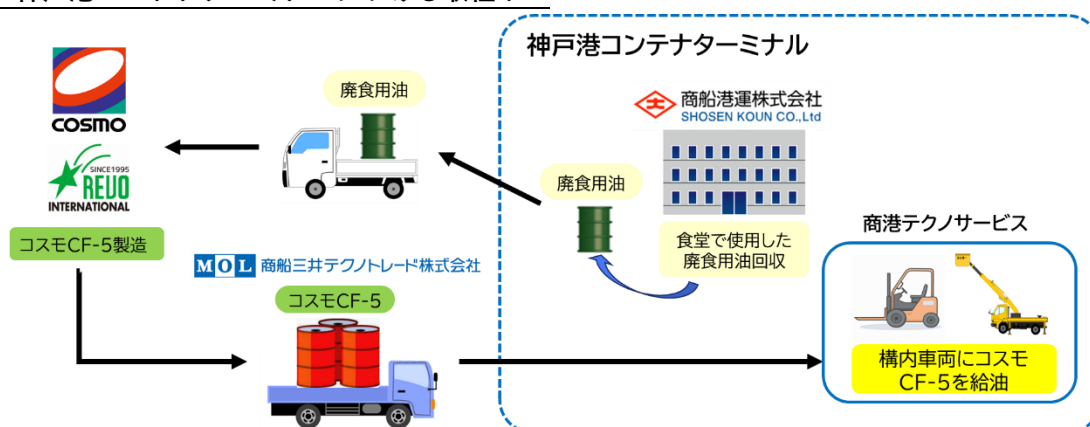 神戸港コンテナターミナル
COSMO
SINCE1995
REVO
INTERNATIONAL
コスモCF-5製造
廃食用油
商船港運株式会社
SHOSEN KOUN CO.,Ltd
廃食用油
食堂で使用した
廃食用油回収
MOL 商船三井テクノトレード株式会社
コスモCF-5
商港テクノサービス
構内車両にコスモ
CF-5を給油